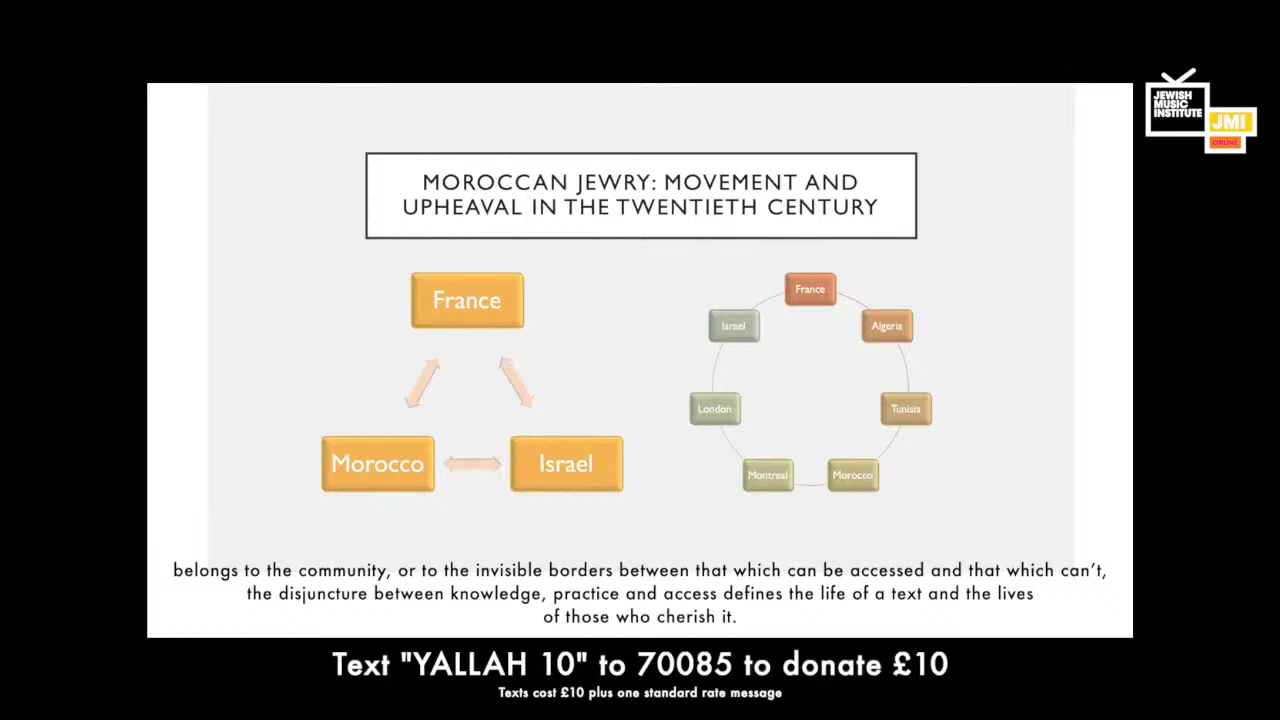 JEWISH
MUSIC
INSTITUTE
JMI
ONLINE
MOROCCAN JEWRY: MOVEMENT AND
UPHEAVAL IN THE TWENTIETH CENTURY
France
Morocco
Israel
France
Israel
Algeria
London
Tunisia
Montreal
Morocco
belongs to the community, or to the invisible borders between that which can be accessed and that which can't,
the disjuncture between knowledge, practice and access defines the life of a text and the lives
of those who cherish it.
Text "YALLAH 10" to 70085 to donate £10
Texts cost £10 plus one standard rate message